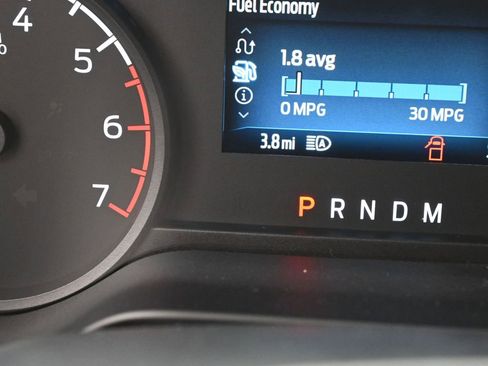 Fuel Economy
4
5
6
7
%
1.8 avg
0 MPG 30 MPG
3.8 mi
P R N D M